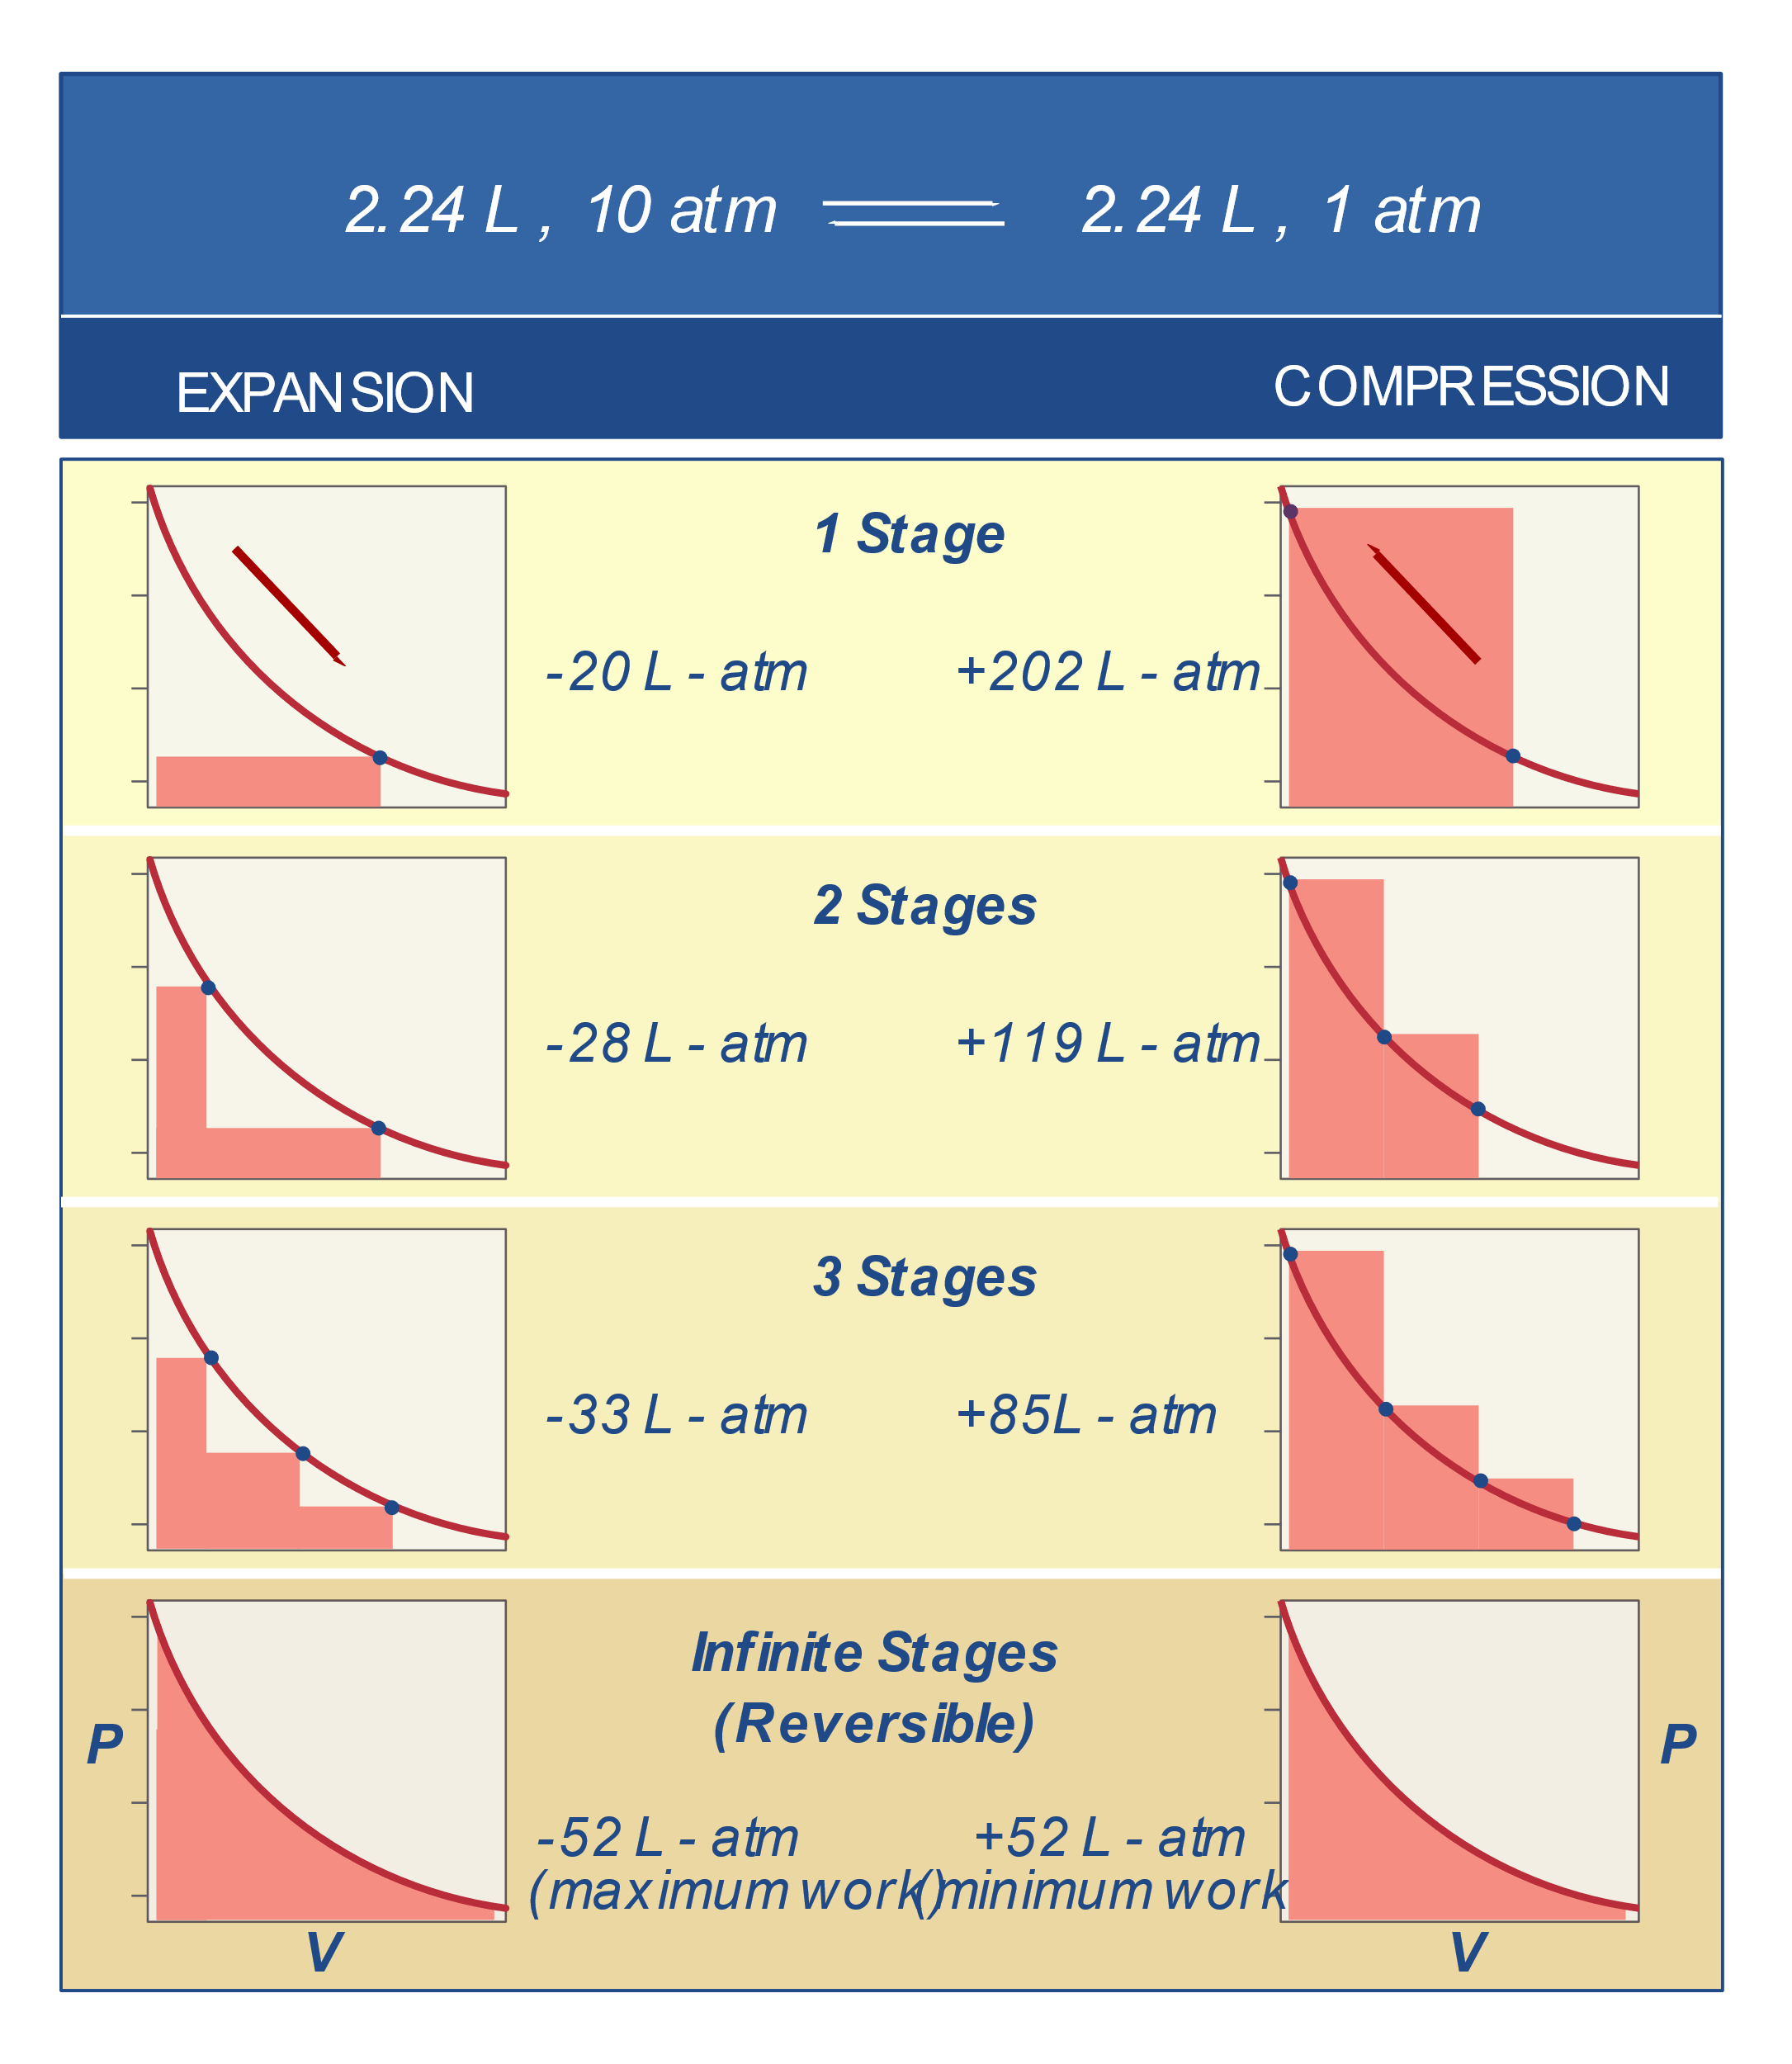 2.24 L, 10 atm 2.24 L, 1 atm
EXPANSION COMPRESSION
1 Stage
-20 L - atm +202 L - atm
2 Stages
-28 L - atm +119 L - atm
3 Stages
-33 L - atm +85L - atm
Infinite Stages
(Reversible)
P P
-52 L - atm +52 L - atm
(maximum work) (minimum work
V V